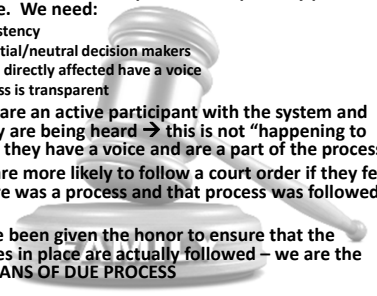 e. We need:
stency
tial/neutral decision makers
directly affected have a voice
ss is transparent
are an active participant with the system and
y are being heard → this is not “happening to
they have a voice and are a part of the process
are more likely to follow a court order if they fe
re was a process and that process was followed
e been given the honor to ensure that the
es in place are actually followed – we are the
ANS OF DUE PROCESS
FAMILY